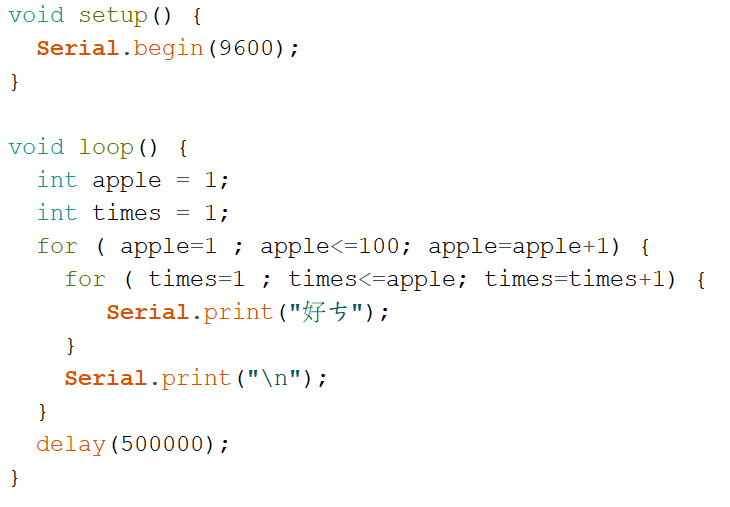 void setup() {
  Serial.begin(9600);
}

void loop() {
  int apple = 1;
  int times = 1;
  for ( apple=1 ; apple<=100; apple=apple+1) {
    for ( times=1 ; times<=apple; times=times+1) {
       Serial.print("好ㄘ");
    }
    Serial.print("\n");
  }
  delay(500000);
}